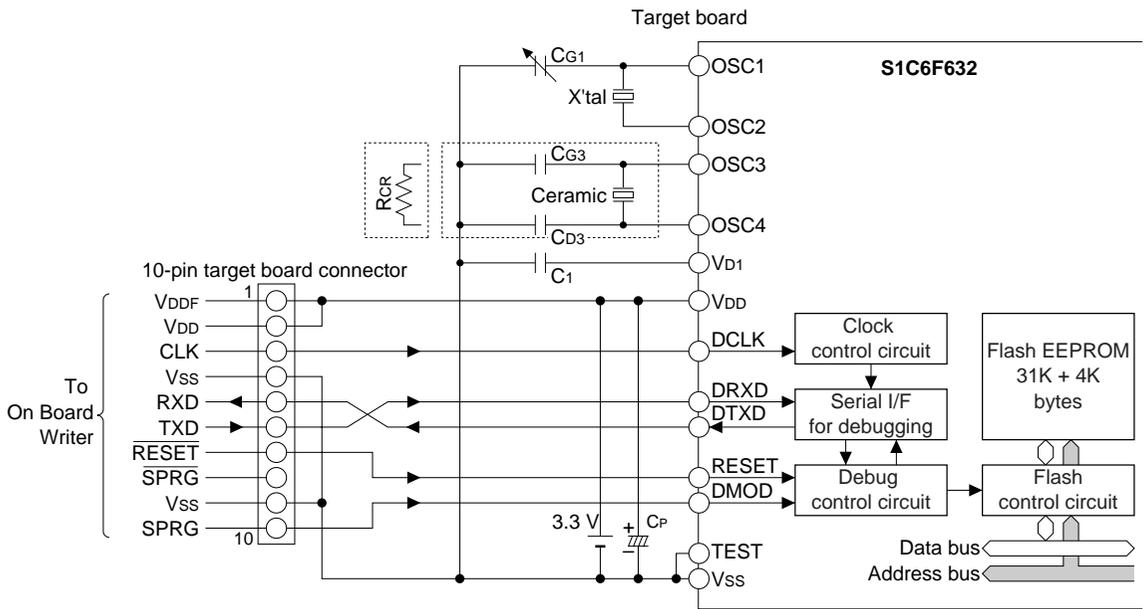 Target board
S1C6F632
CG1
OSC1
X'tal
OSC2
CG3
OSC3
RCR
Ceramic
OSC4
CD3
C1
VD1
10-pin target board connector
1
VDDF
VDD
VDD
CLK
DCLK
Clock
control circuit
Flash EEPROM
31K + 4K
bytes
Vss
To
On Board
Writer
RXD
DRXD
TXD
DTXD
Serial I/F
for debugging
RESET
RESET
SPRG
DMOD
Debug
control circuit
Flash
control circuit
Vss
SPRG
10
3.3 V
+
CP
–
TEST
Vss
Data bus
Address bus